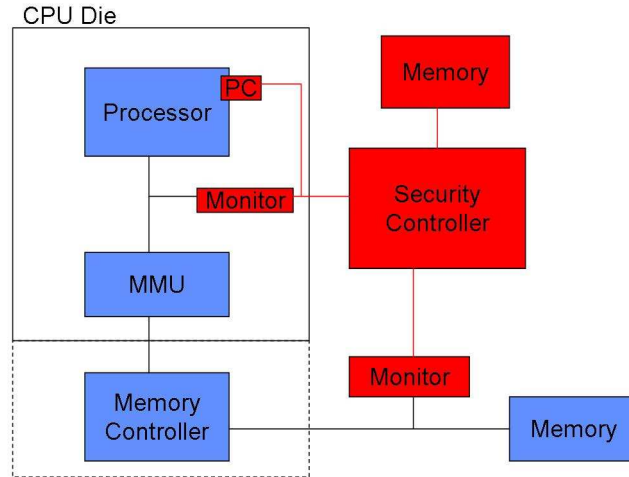 CPU Die
Memory
PC
Processor
Monitor
Security
Controller
MMU
Monitor
Memory
Controller
Memory